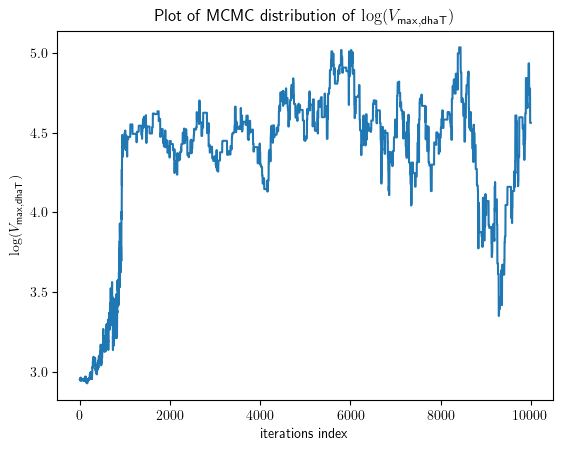 Plot of MCMC distribution of log(V_max,dhaT)
log(V_max,dhaT)
5.0
4.5
4.0
3.5
3.0
0 2000 4000 6000 8000 10000
iterations index